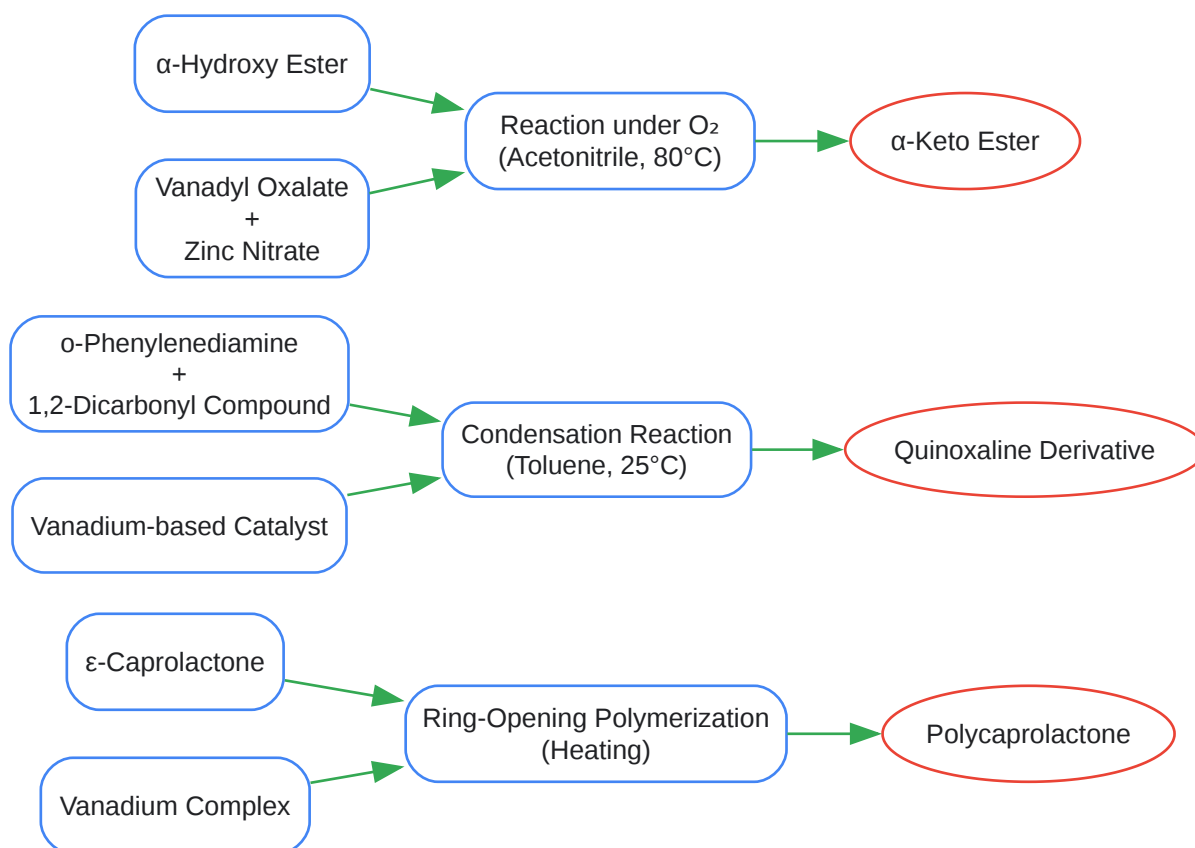 α-Hydroxy Ester
Vanadyl Oxalate
+
Zinc Nitrate
Reaction under O₂
(Acetonitrile, 80°C)
α-Keto Ester
o-Phenylenediamine
+
1,2-Dicarbonyl Compound
Vanadium-based Catalyst
Condensation Reaction
(Toluene, 25°C)
Quinoxaline Derivative
ε-Caprolactone
Vanadium Complex
Ring-Opening Polymerization
(Heating)
Polycaprolactone